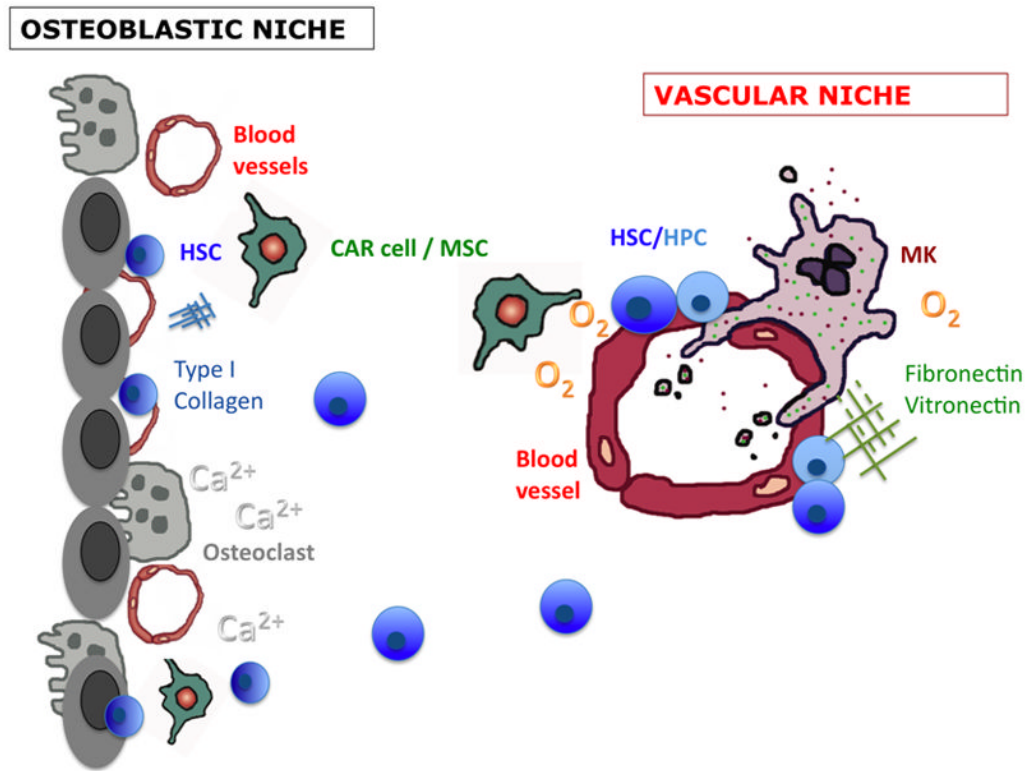 OSTEOBLASTIC NICHE
VASCULAR NICHE
Blood
vessels
HSC
CAR cell / MSC
HSC/HPC
MK
O₂
O₂
O₂
Type I
Collagen
Fibronectin
Vitronectin
Ca²⁺
Ca²⁺
Osteoclast
Blood
vessel
Ca²⁺